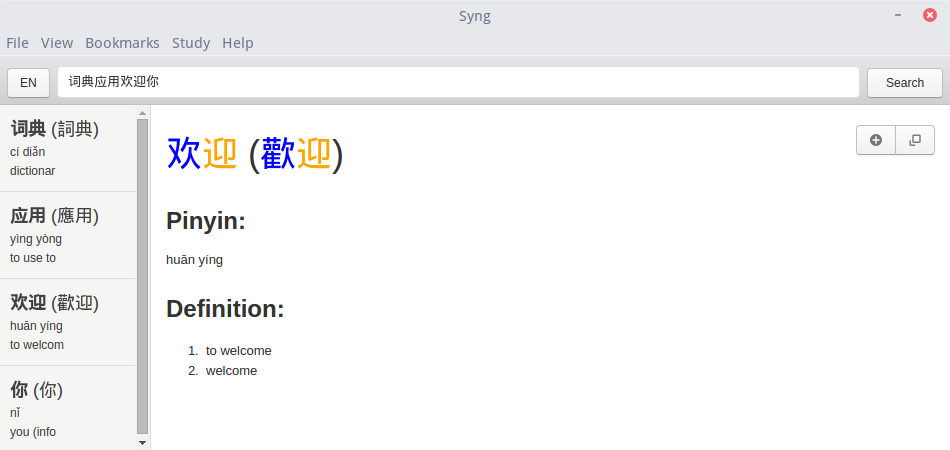 Syng
File View Bookmarks Study Help
EN 词典应用欢迎你 Search
词典 (詞典)
cí diǎn
dictionar
应用 (應用)
yìng yòng
to use to
欢迎 (歡迎)
huān yíng
to welcom
你 (你)
nǐ
you (info
欢迎 (歡迎)
Pinyin:
huān yíng
Definition:
1. to welcome
2. welcome